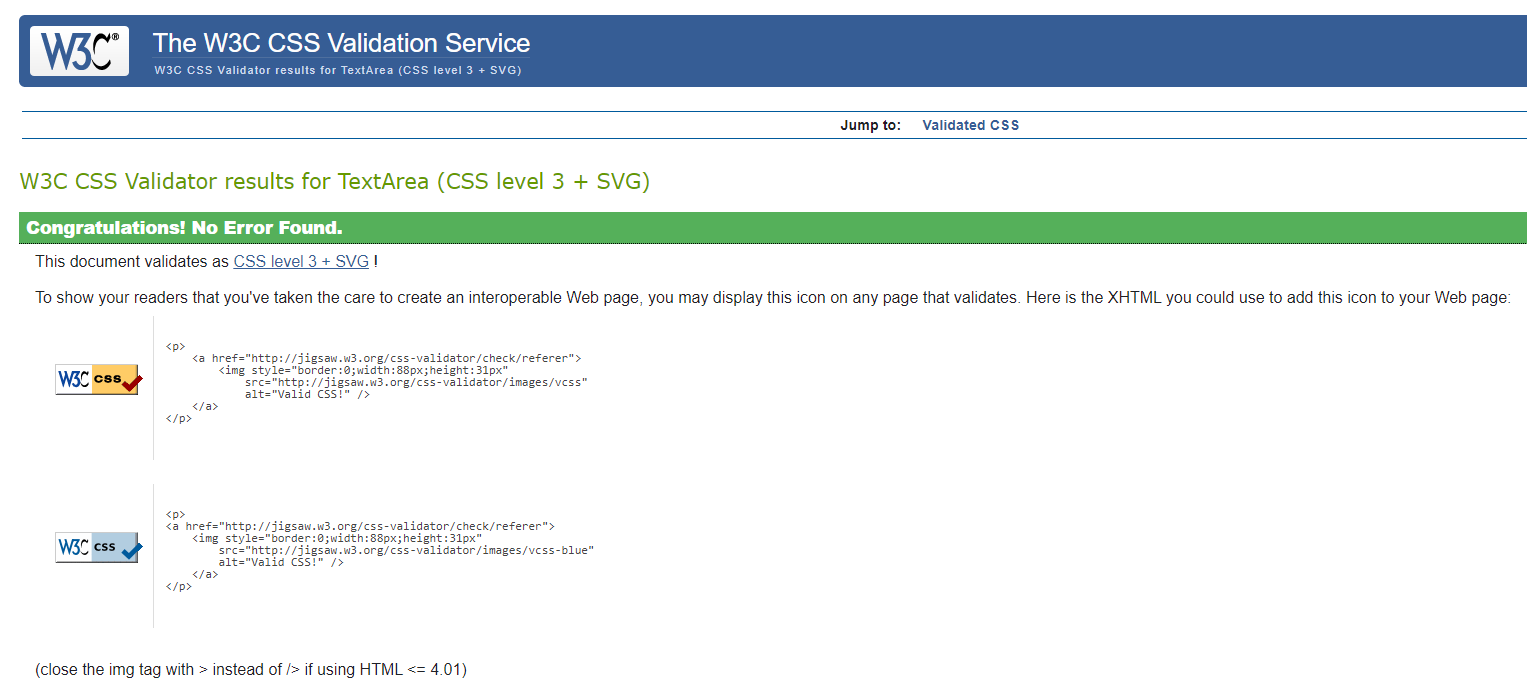 W3C®
The W3C CSS Validation Service
W3C CSS Validator results for TextArea (CSS level 3 + SVG)
Jump to: Validated CSS
W3C CSS Validator results for TextArea (CSS level 3 + SVG)
Congratulations! No Error Found.
This document validates as CSS level 3 + SVG !
To show your readers that you've taken the care to create an interoperable Web page, you may display this icon on any page that validates. Here is the XHTML you could use to add this icon to your Web page:
W3C css
<p>
    <a href="http://jigsaw.w3.org/css-validator/check/referer">
        <img style="border:0;width:88px;height:31px"
            src="http://jigsaw.w3.org/css-validator/images/vcss"
            alt="Valid CSS!" />
    </a>
</p>
W3C css
<p>
<a href="http://jigsaw.w3.org/css-validator/check/referer">
    <img style="border:0;width:88px;height:31px"
        src="http://jigsaw.w3.org/css-validator/images/vcss-blue"
        alt="Valid CSS!" />
    </a>
</p>
(close the img tag with > instead of /> if using HTML <= 4.01)